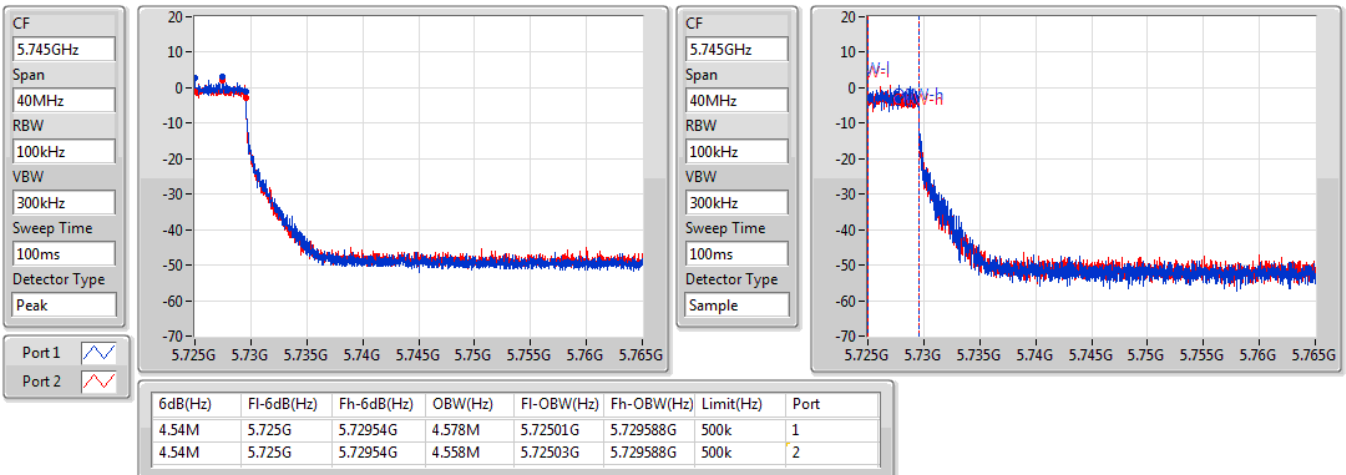 CF
5.745GHz
Span
40MHz
RBW
100kHz
VBW
300kHz
Sweep Time
100ms
Detector Type
Peak
Port 1
Port 2
20
10
0
-10
-20
-30
-40
-50
-60
-70
5.725G 5.73G 5.735G 5.74G 5.745G 5.75G 5.755G 5.76G 5.765G
CF
5.745GHz
Span
40MHz
RBW
100kHz
VBW
300kHz
Sweep Time
100ms
Detector Type
Sample
20
10
0
-10
-20
-30
-40
-50
-60
-70
5.725G 5.73G 5.735G 5.74G 5.745G 5.75G 5.755G 5.76G 5.765G
6dB(Hz) Fl-6dB(Hz) Fh-6dB(Hz) OBW(Hz) Fl-OBW(Hz) Fh-OBW(Hz) Limit(Hz) Port
4.54M 5.725G 5.72954G 4.578M 5.72501G 5.729588G 500k 1
4.54M 5.725G 5.72954G 4.558M 5.72503G 5.729588G 500k 2